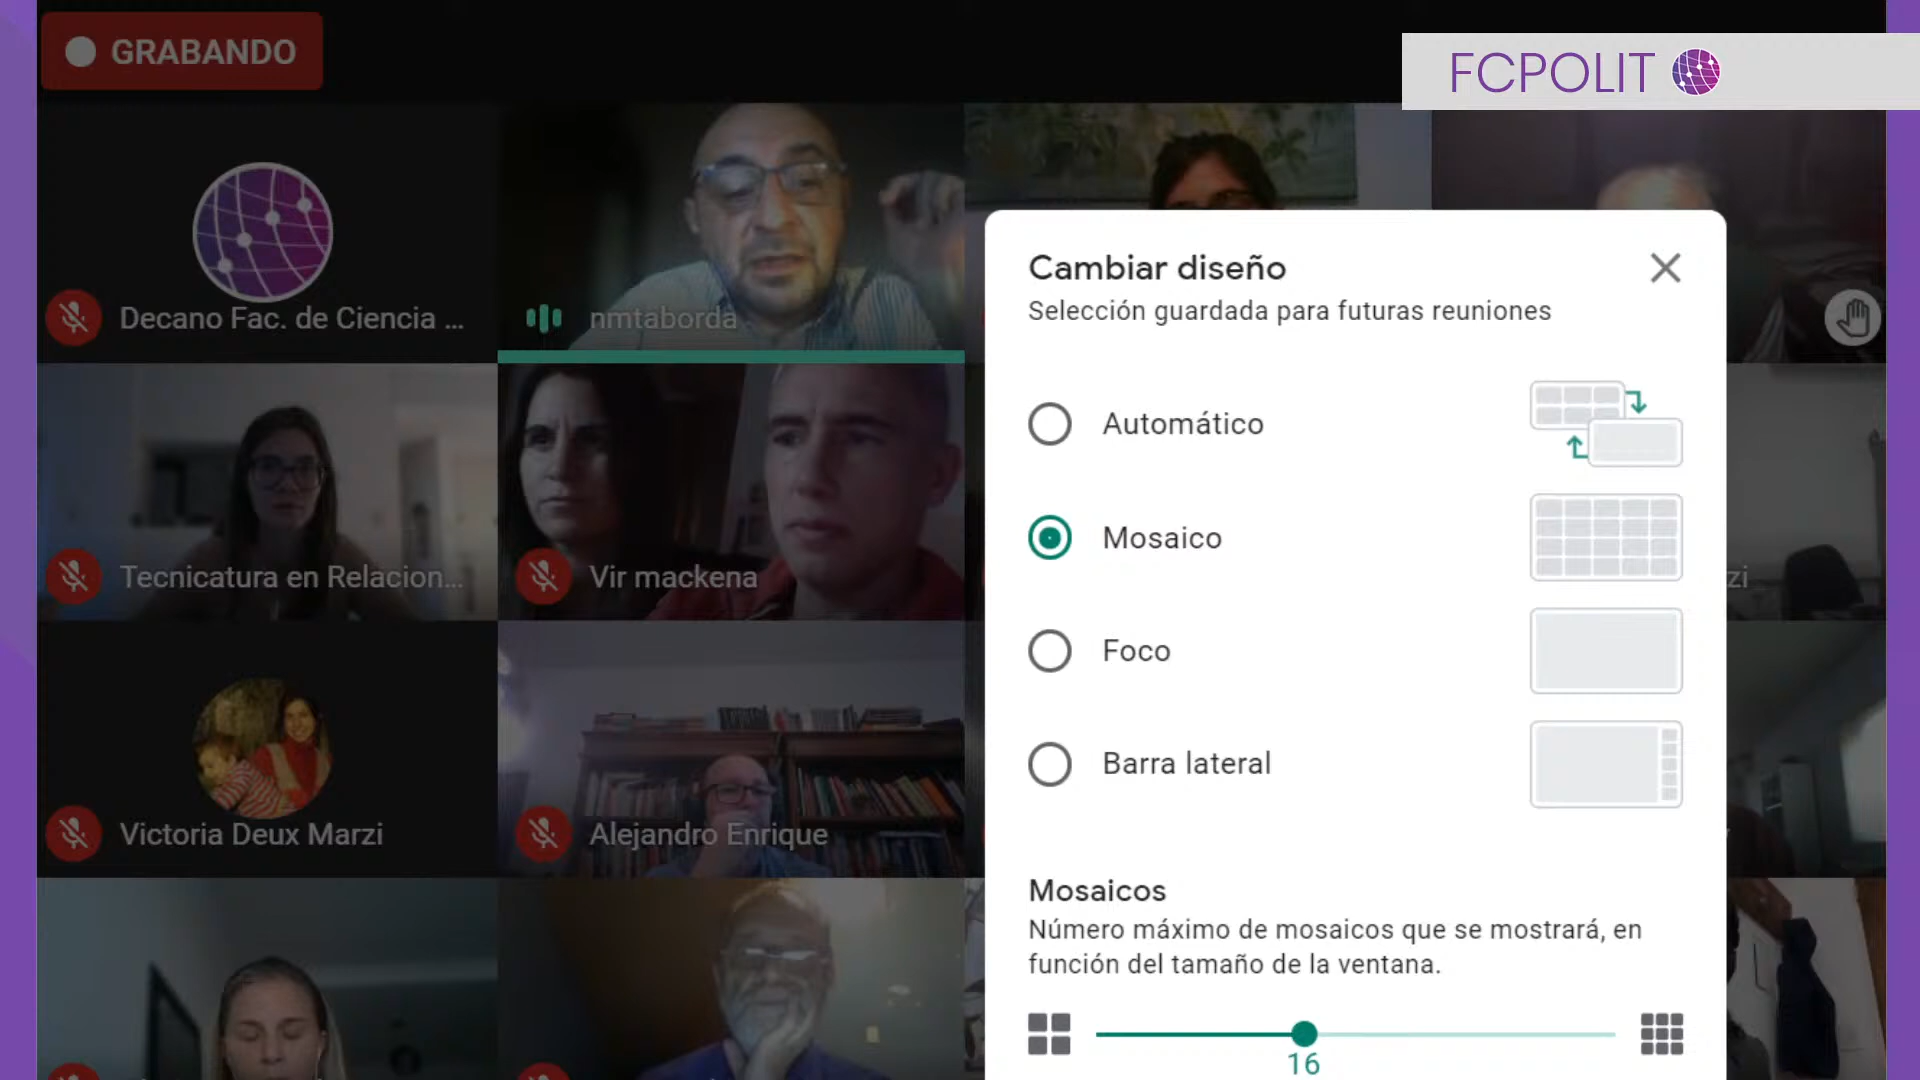 GRABANDO
FCPOLIT
Decano Fac. de Ciencia ...
nmtaborda
Cambiar diseño
Selección guardada para futuras reuniones
Automático
Mosaico
Tecnicatura en Relacion...
Vir mackena
zi
Foco
Barra lateral
Victoria Deux Marzi
Alejandro Enrique
Mosaicos
Número máximo de mosaicos que se mostrará, en
función del tamaño de la ventana.
16